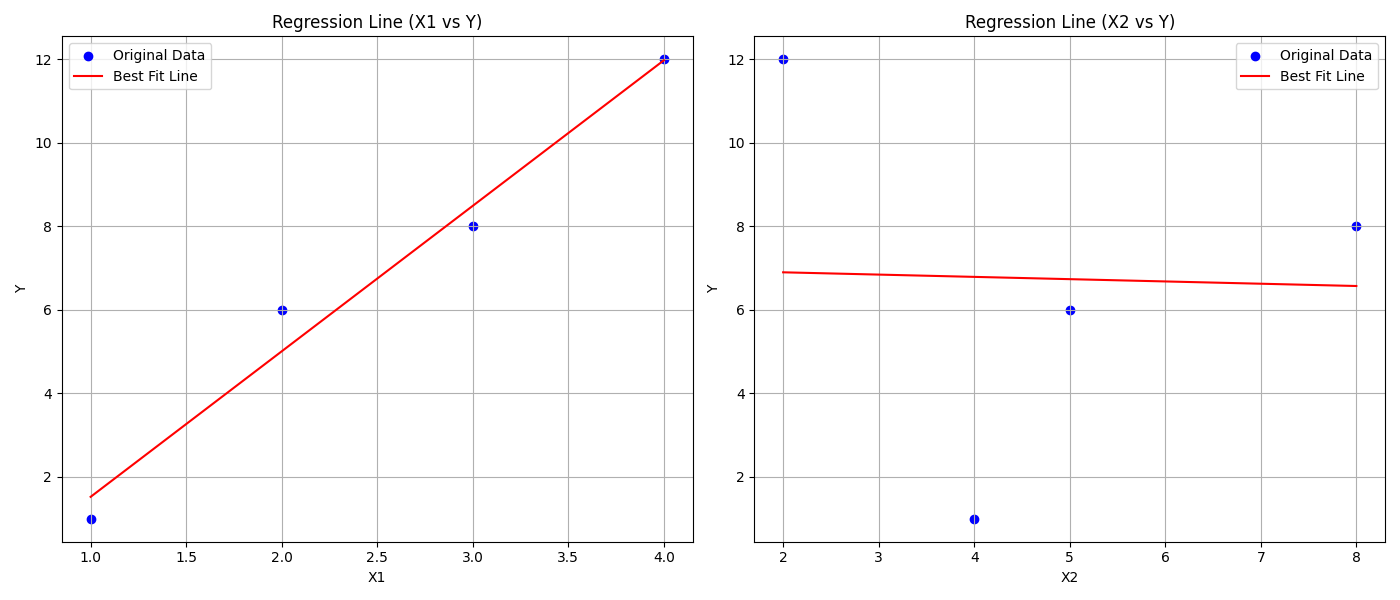 Regression Line (X1 vs Y)
Original Data
Best Fit Line
12
10
8
6
4
2
Y
1.0 1.5 2.0 2.5 3.0 3.5 4.0
X1
Regression Line (X2 vs Y)
Original Data
Best Fit Line
12
10
8
6
4
2
Y
2 3 4 5 6 7 8
X2